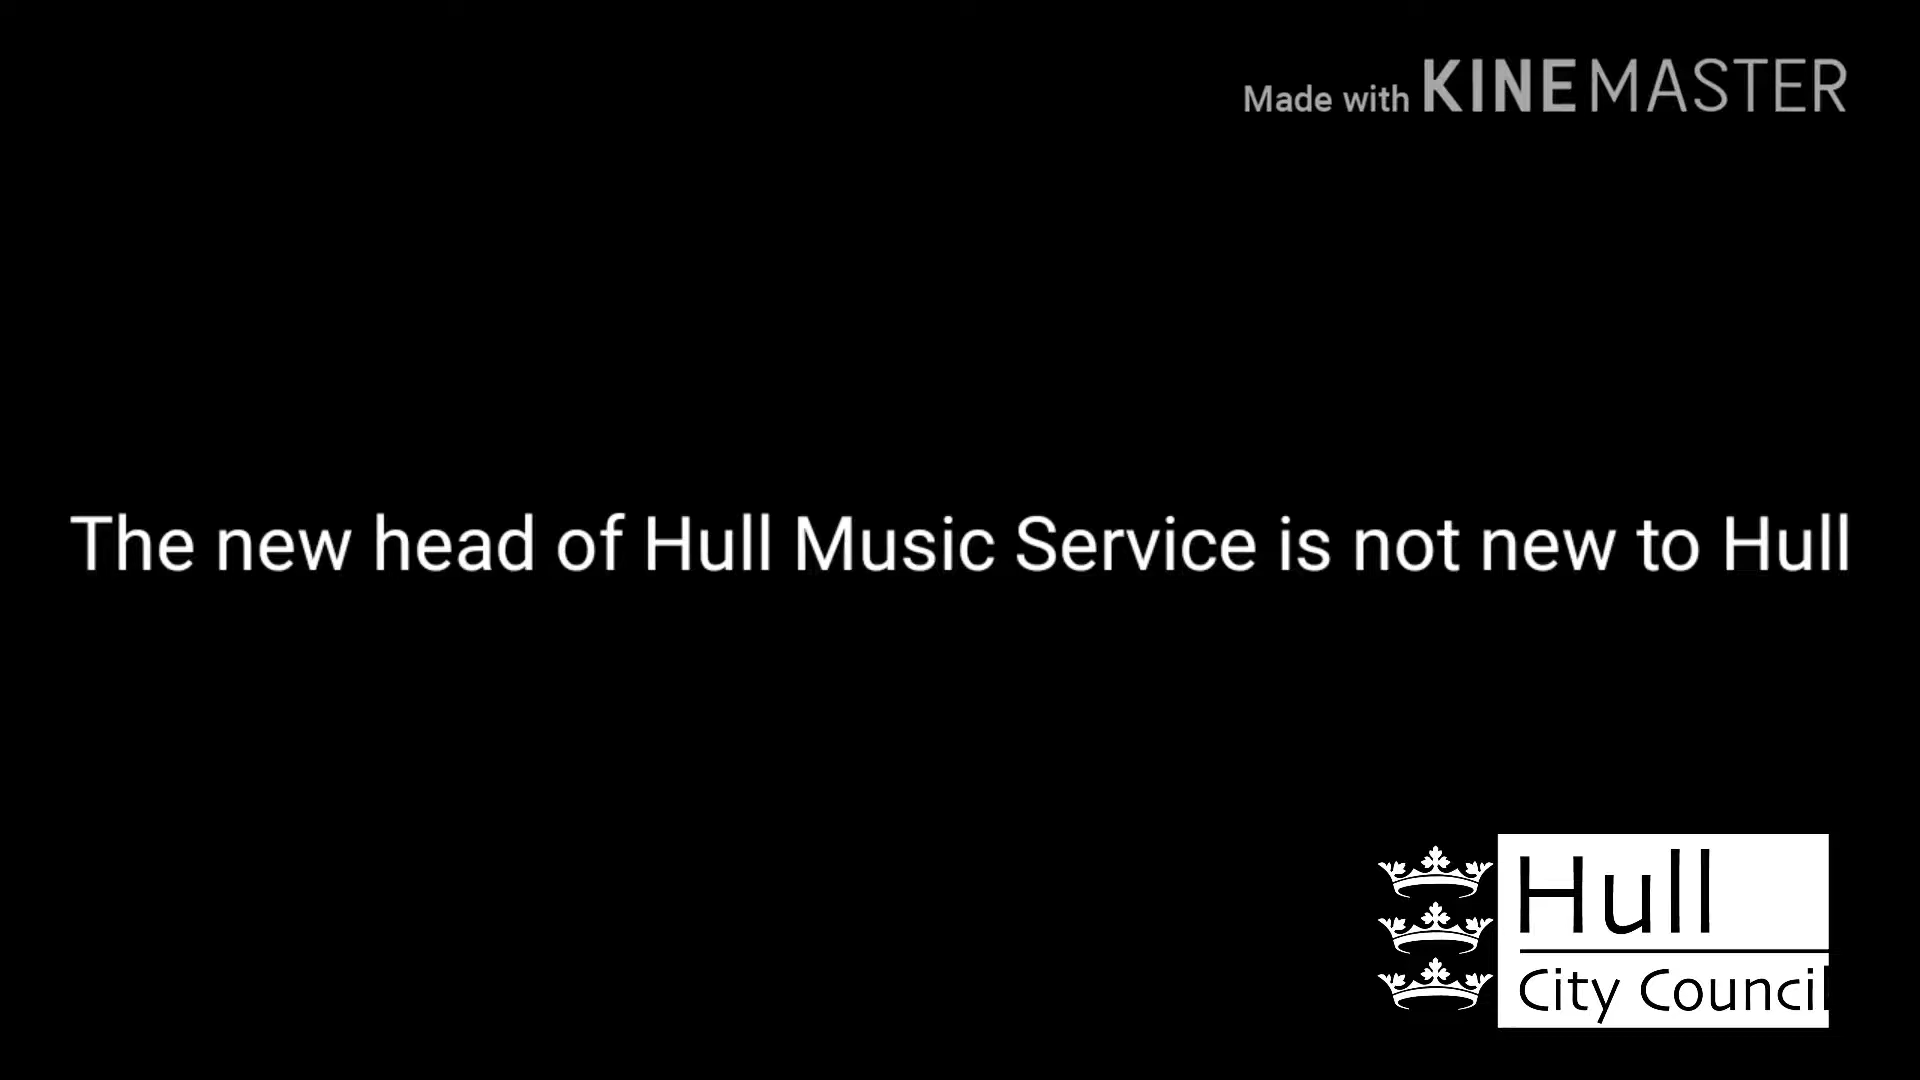 Made with KINEMASTER
The new head of Hull Music Service is not new to Hull
Hull
City Council